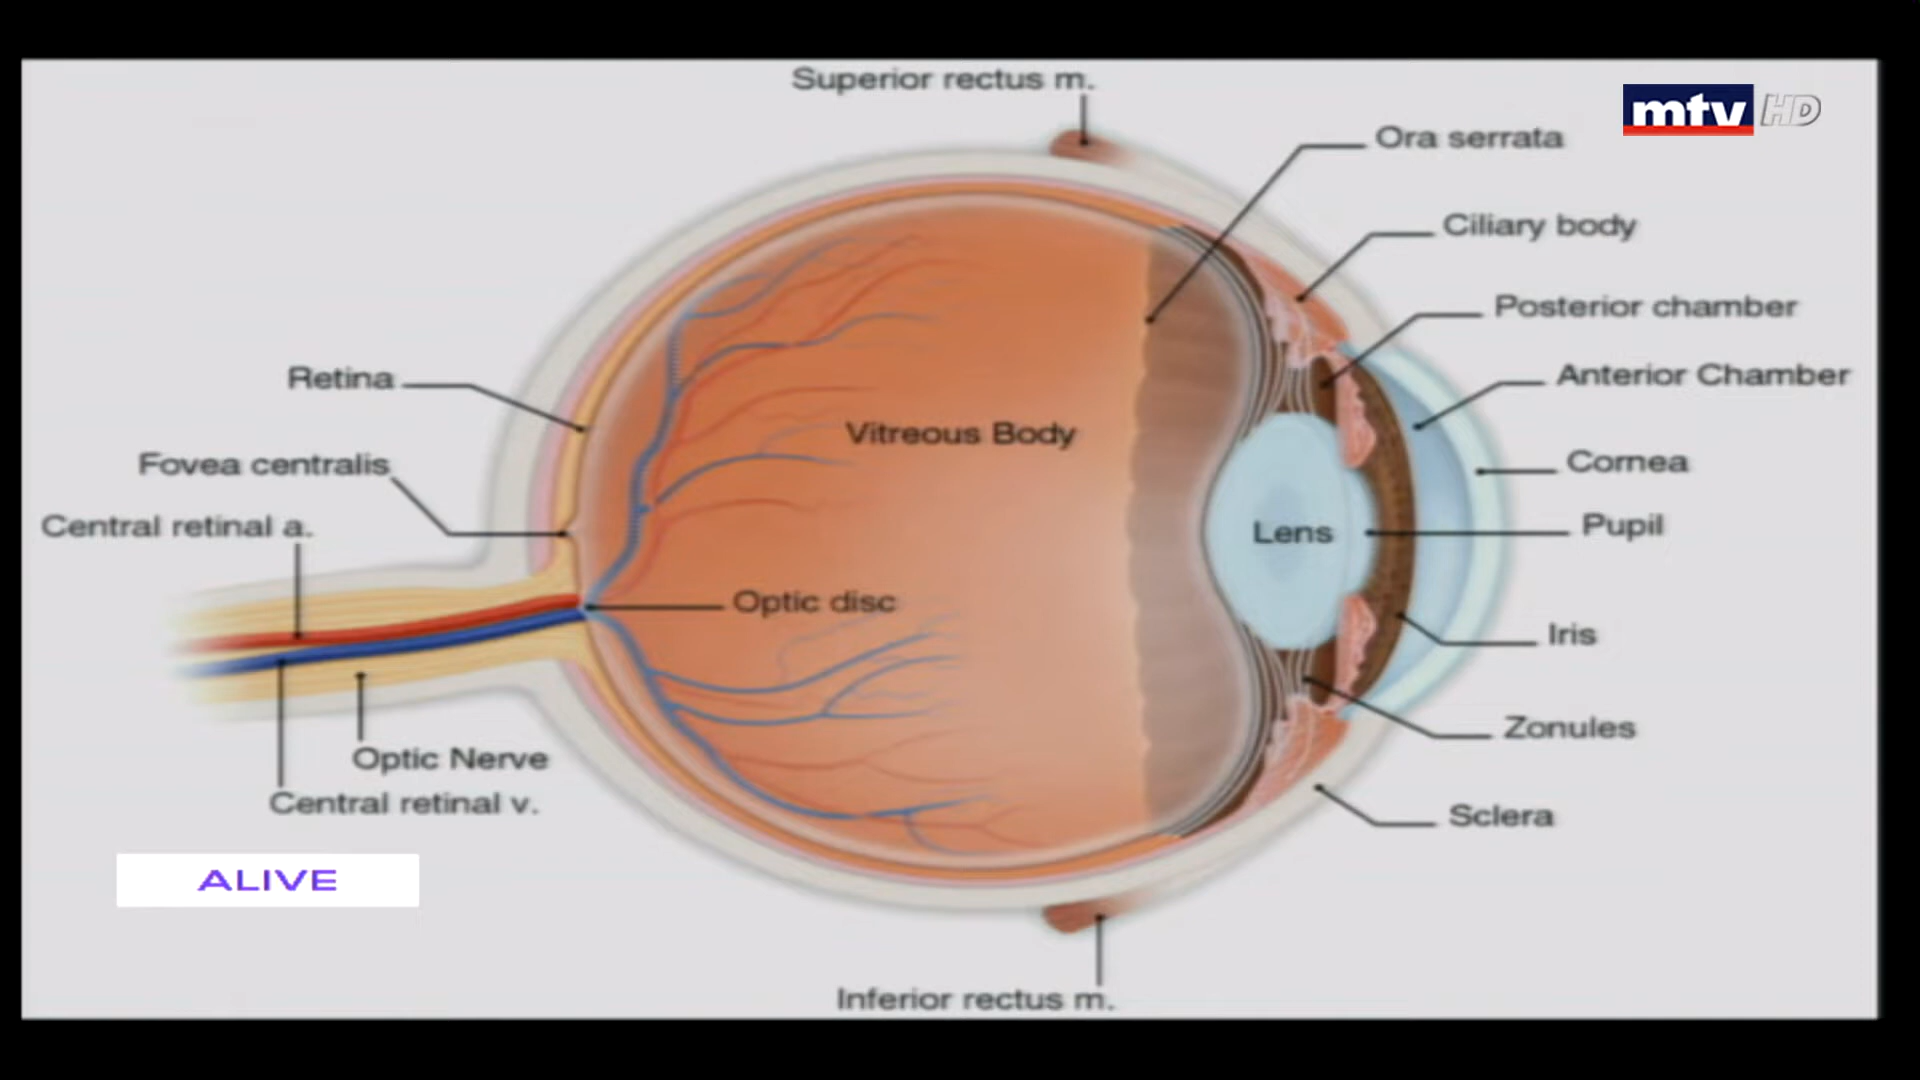 Superior rectus m.
mtv HD
Ora serrata
Ciliary body
Posterior chamber
Anterior Chamber
Retina
Vitreous Body
Fovea centralis
Cornea
Central retinal a.
Lens
Pupil
Optic disc
Iris
Zonules
Optic Nerve
Central retinal v.
Sclera
ALIVE
Inferior rectus m.